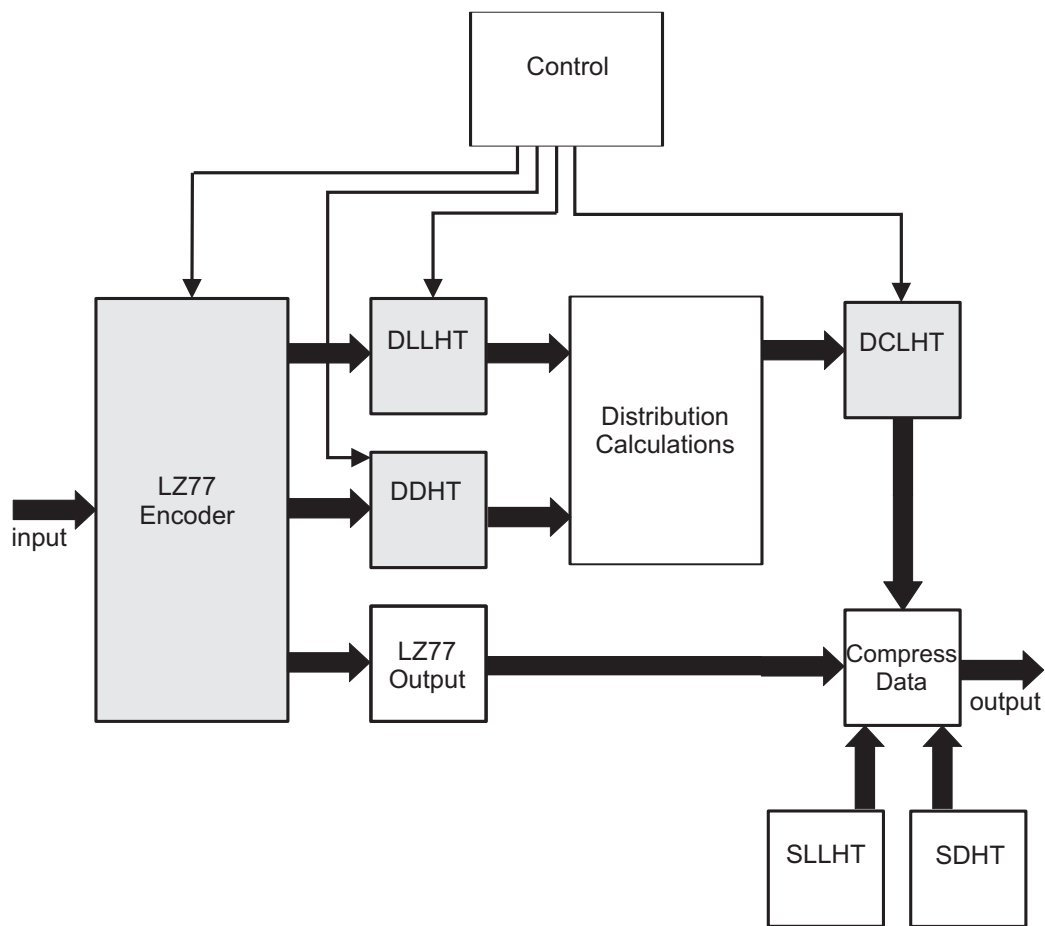 Control
DLLHT
DCLHT
Distribution
Calculations
LZ77
Encoder
DDHT
input
LZ77
Output
Compress
Data
output
SLLHT
SDHT